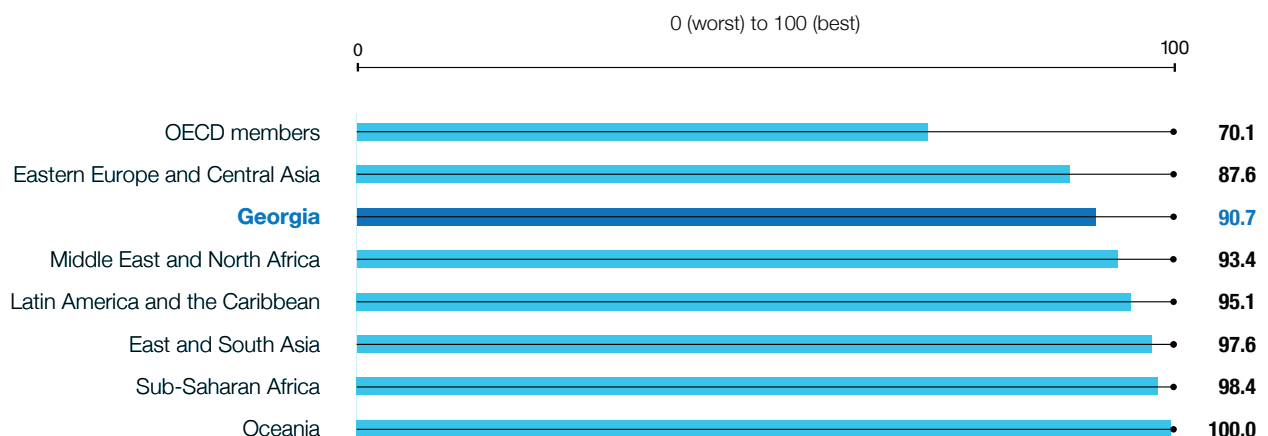 0 (worst) to 100 (best)
0 100
OECD members 70.1
Eastern Europe and Central Asia 87.6
Georgia 90.7
Middle East and North Africa 93.4
Latin America and the Caribbean 95.1
East and South Asia 97.6
Sub-Saharan Africa 98.4
Oceania 100.0